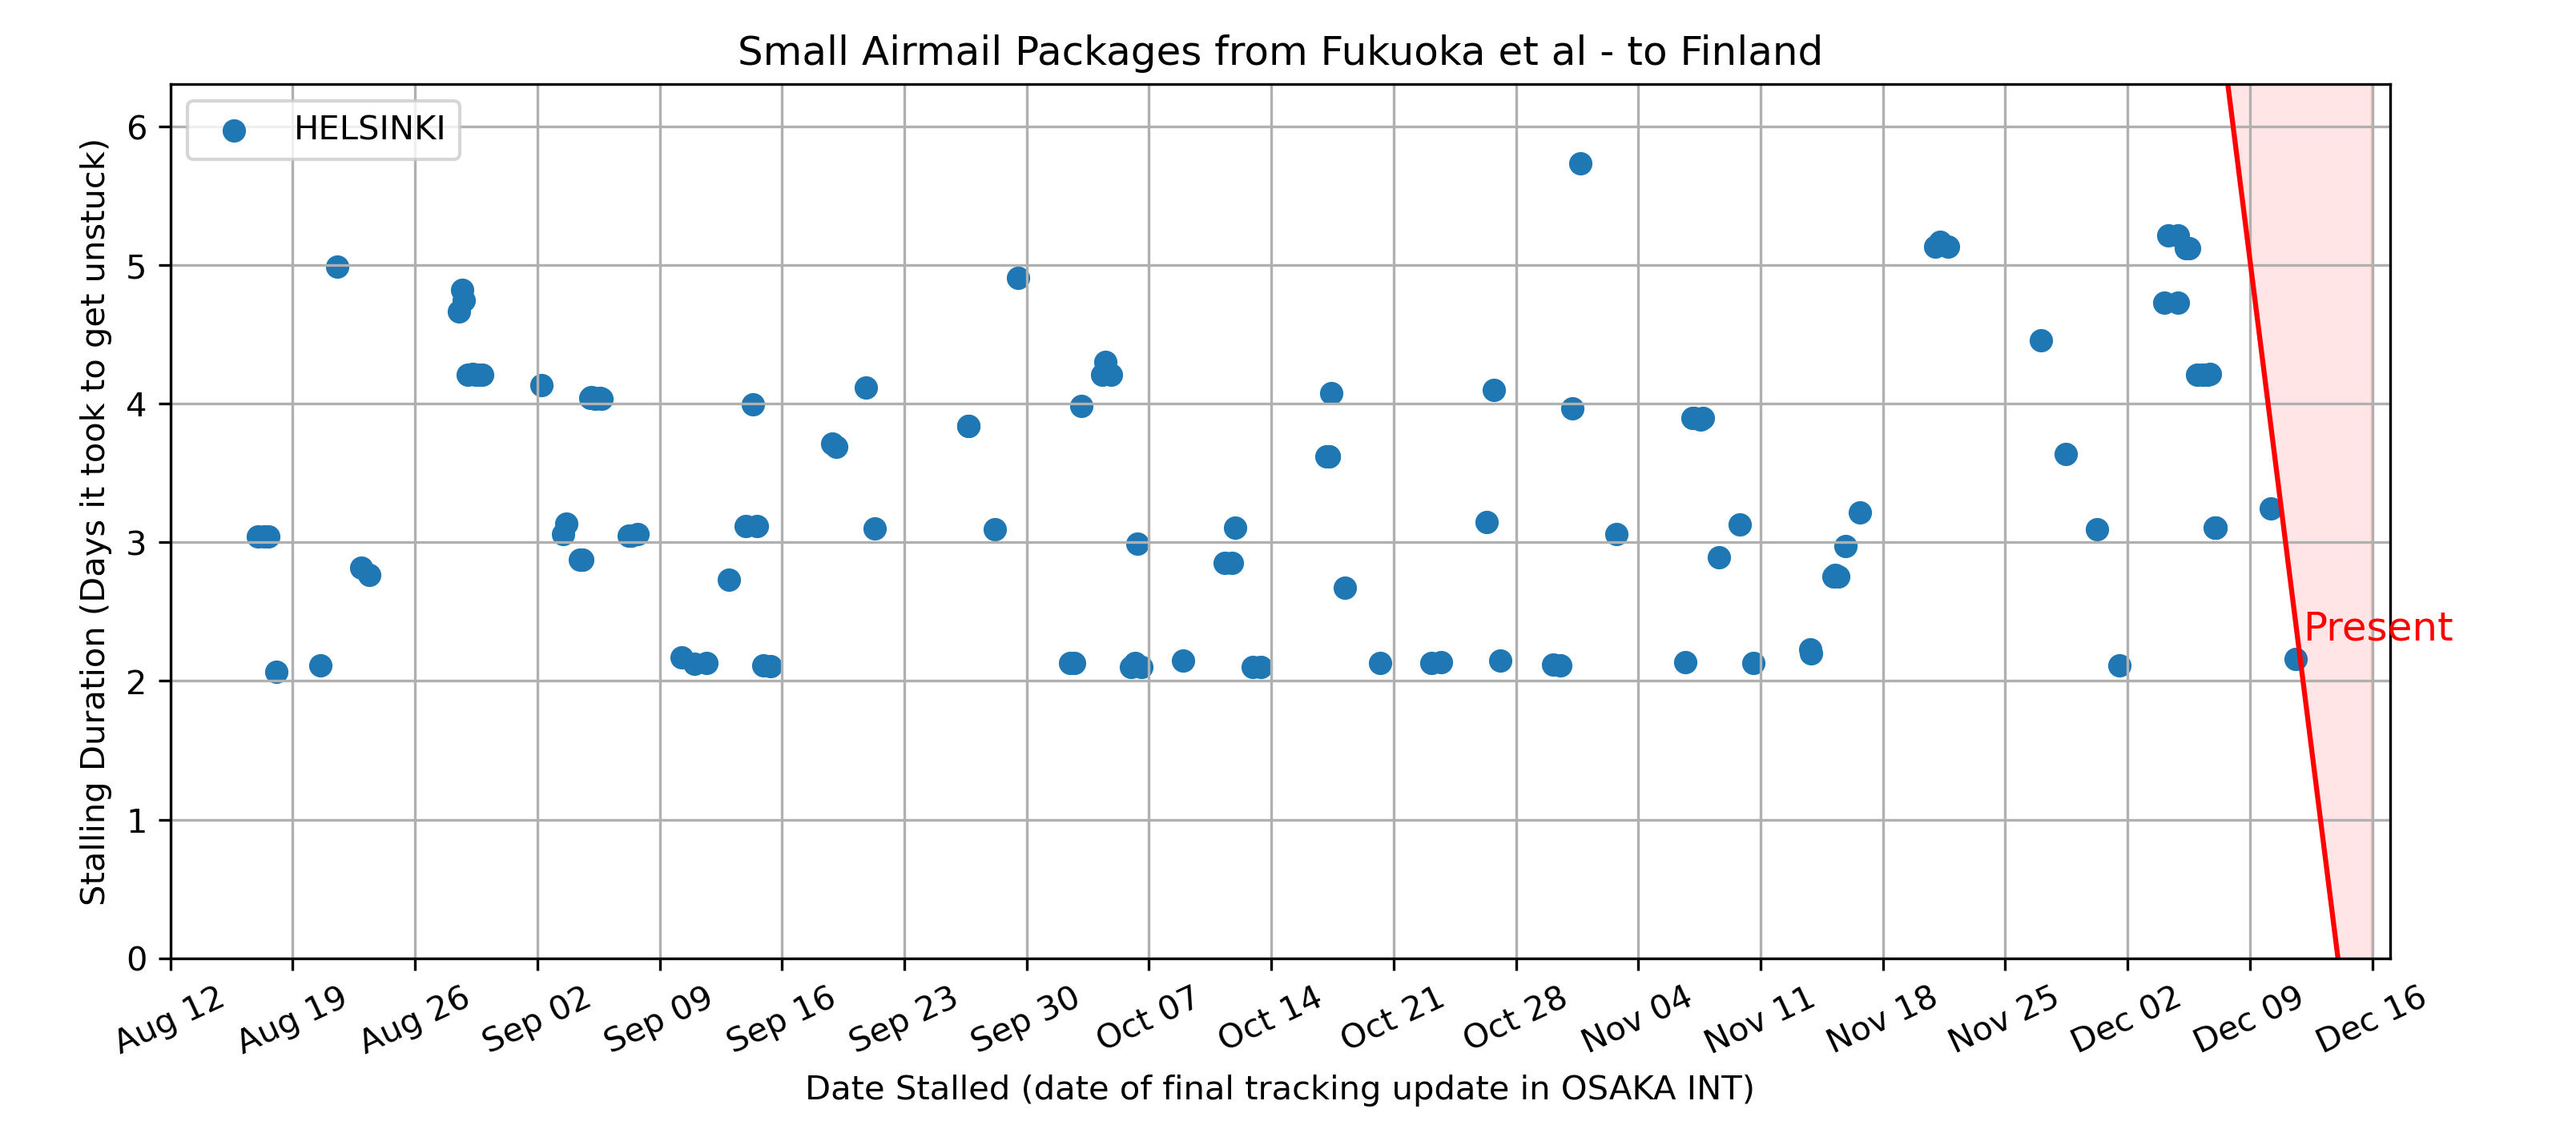 Small Airmail Packages from Fukuoka et al - to Finland
HELSINKI
Stalling Duration (Days it took to get unstuck)
6
5
4
3
2
1
0
Present
Aug 12
Aug 19
Aug 26
Sep 02
Sep 09
Sep 16
Sep 23
Sep 30
Oct 07
Oct 14
Oct 21
Oct 28
Nov 04
Nov 11
Nov 18
Nov 25
Dec 02
Dec 09
Dec 16
Date Stalled (date of final tracking update in OSAKA INT)